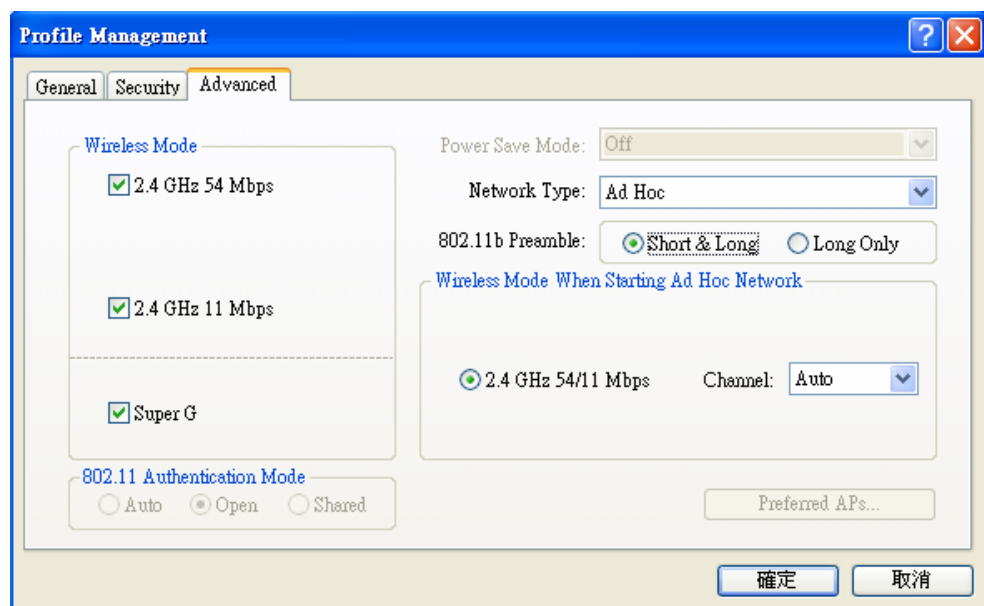 Profile Management
General Security Advanced
Wireless Mode
2.4 GHz 54 Mbps
2.4 GHz 11 Mbps
Super G
802.11 Authentication Mode
Auto Open Shared
Power Save Mode: Off
Network Type: Ad Hoc
802.11b Preamble: Short & Long Long Only
Wireless Mode When Starting Ad Hoc Network
2.4 GHz 54/11 Mbps Channel: Auto
Preferred APs...
確定 取消